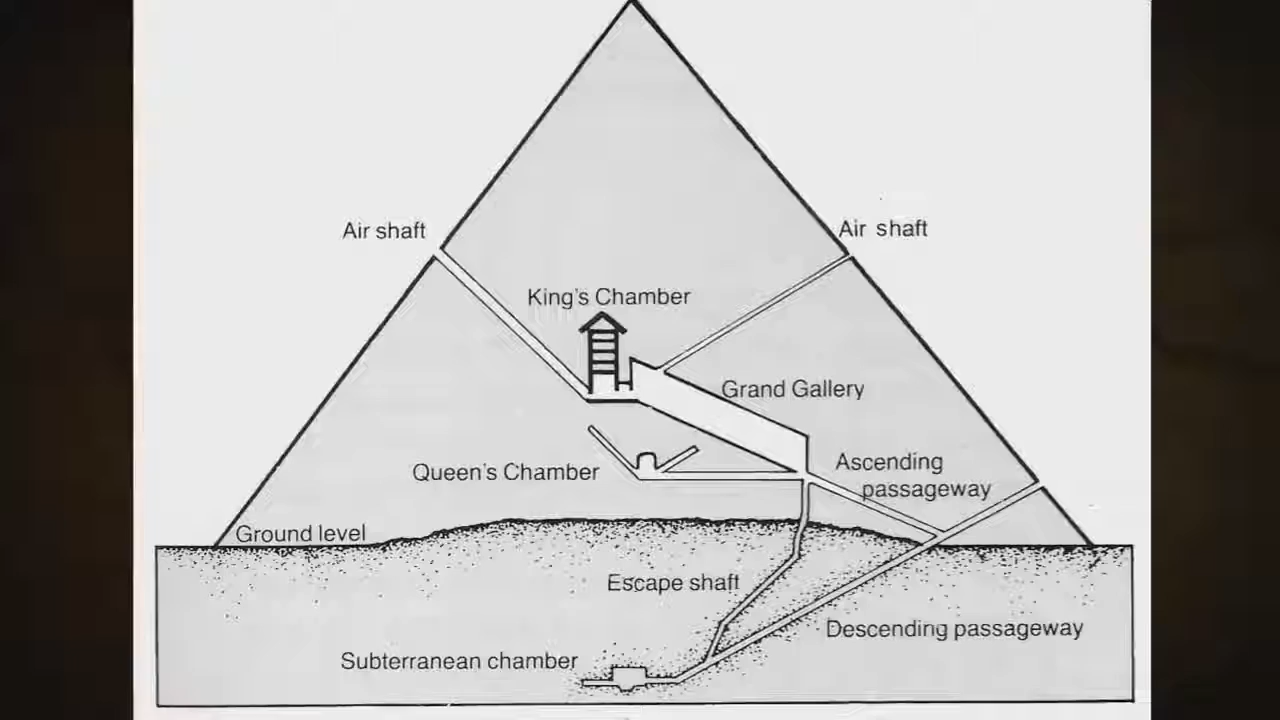 Air shaft
Air shaft
King's Chamber
Grand Gallery
Queen's Chamber
Ascending
passageway
Ground level
Escape shaft
Descending passageway
Subterranean chamber